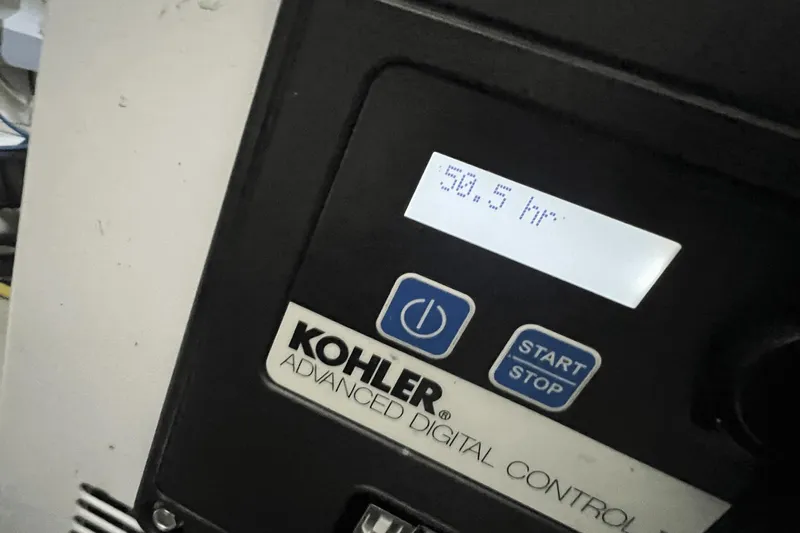 50.5 hr
START
STOP
KOHLER®
ADVANCED DIGITAL CONTROL